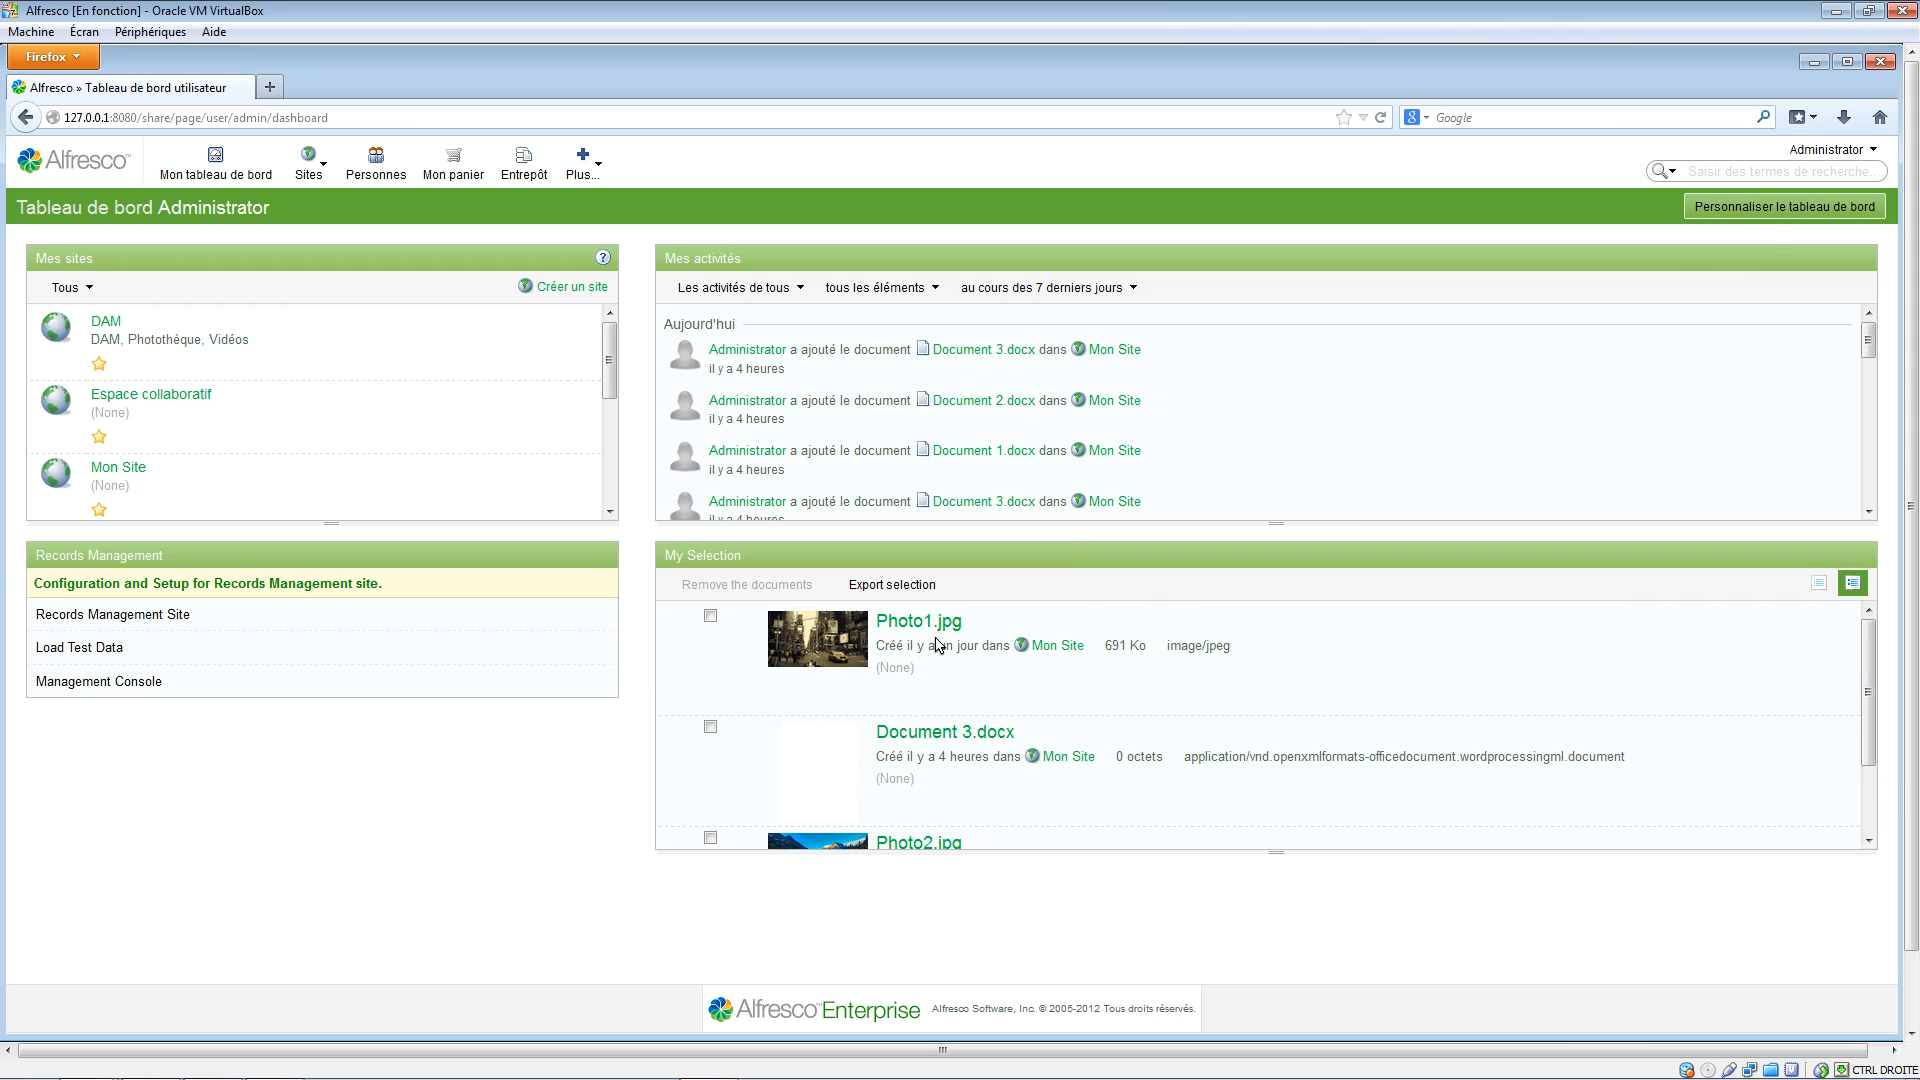 Alfresco [En fonction] - Oracle VM VirtualBox
Machine Écran Périphériques Aide
Firefox
Alfresco » Tableau de bord utilisateur
127.0.0.1:8080/share/page/user/admin/dashboard
Google
Alfresco
Mon tableau de bord
Sites
Personnes
Mon panier
Entrepôt
Plus...
Administrator
Saisir des termes de recherche...
Tableau de bord Administrator
Personnaliser le tableau de bord
Mes sites
Tous
Créer un site
DAM
DAM, Photothèque, Vidéos
Espace collaboratif
(None)
Mon Site
(None)
Mes activités
Les activités de tous tous les éléments au cours des 7 derniers jours
Aujourd'hui
Administrator a ajouté le document Document 3.docx dans Mon Site
il y a 4 heures
Administrator a ajouté le document Document 2.docx dans Mon Site
il y a 4 heures
Administrator a ajouté le document Document 1.docx dans Mon Site
il y a 4 heures
Administrator a ajouté le document Document 3.docx dans Mon Site
il y a 4 heures
Records Management
Configuration and Setup for Records Management site.
Records Management Site
Load Test Data
Management Console
My Selection
Remove the documents Export selection
Photo1.jpg
Créé il y a un jour dans Mon Site 691 Ko image/jpeg
(None)
Document 3.docx
Créé il y a 4 heures dans Mon Site 0 octets application/vnd.openxmlformats-officedocument.wordprocessingml.document
(None)
Photo2.jpg
Alfresco Enterprise Alfresco Software, Inc. © 2005-2012 Tous droits réservés.
CTRL DROITE